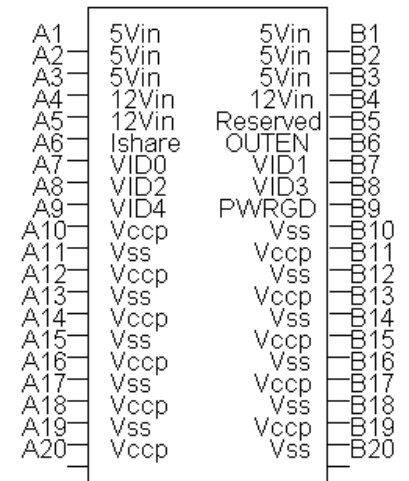 A1 5Vin 5Vin B1
A2 5Vin 5Vin B2
A3 5Vin 5Vin B3
A4 12Vin 12Vin B4
A5 12Vin Reserved B5
A6 Ishare OUTEN B6
A7 VID0 VID1 B7
A8 VID2 VID3 B8
A9 VID4 PWRGD B9
A10 Vccp Vss B10
A11 Vss Vccp B11
A12 Vccp Vss B12
A13 Vss Vccp B13
A14 Vccp Vss B14
A15 Vss Vccp B15
A16 Vccp Vss B16
A17 Vss Vccp B17
A18 Vccp Vss B18
A19 Vss Vccp B19
A20 Vccp Vss B20